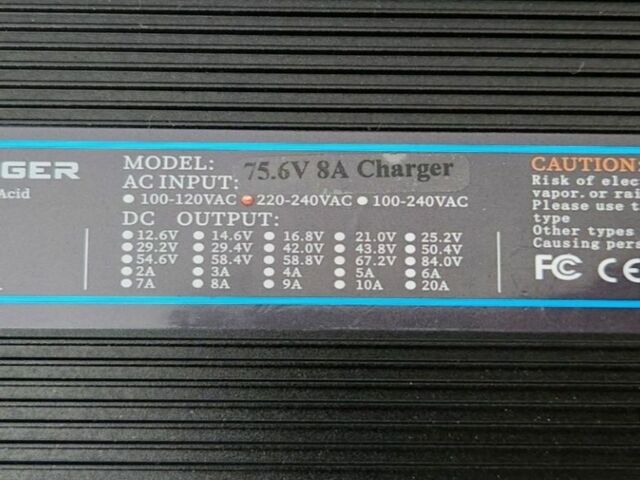 GER
Acid
MODEL: 75.6V 8A Charger
AC INPUT:
100-120VAC 220-240VAC 100-240VAC
DC OUTPUT:
12.6V 14.6V 16.8V 21.0V 25.2V
29.2V 29.4V 42.0V 43.8V 50.4V
54.6V 58.4V 58.8V 67.2V 84.0V
2A 3A 4A 5A 6A
7A 8A 9A 10A 20A
CAUTION:
Risk of elec
vapor. or rai
Please use t
type
Other types
Causing pers
FC CE